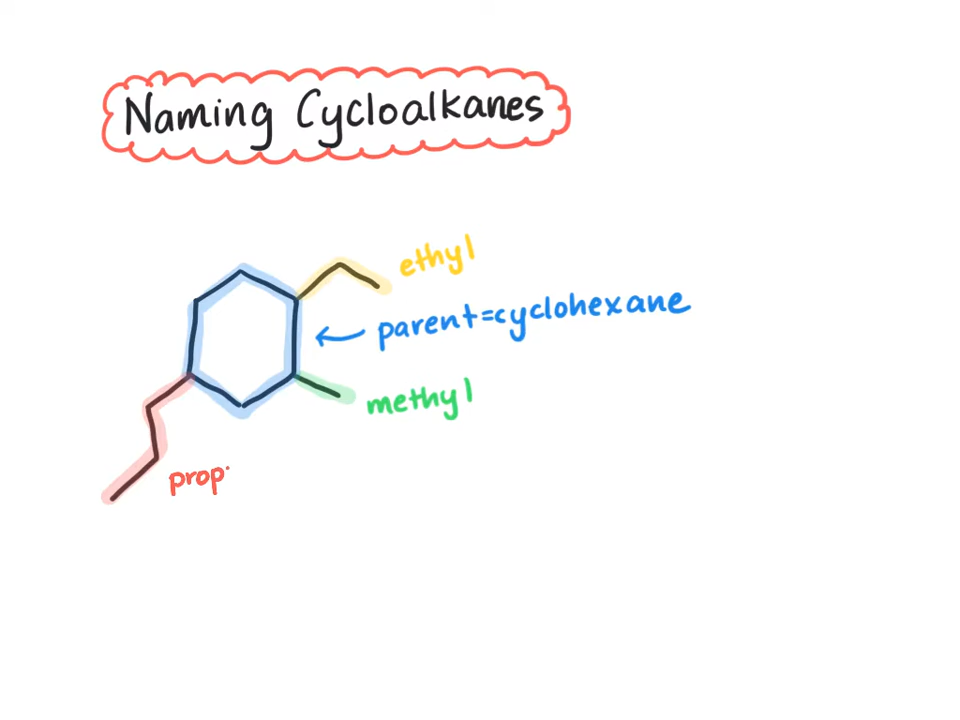 Naming Cycloalkanes
ethyl
parent=cyclohexane
methyl
prop